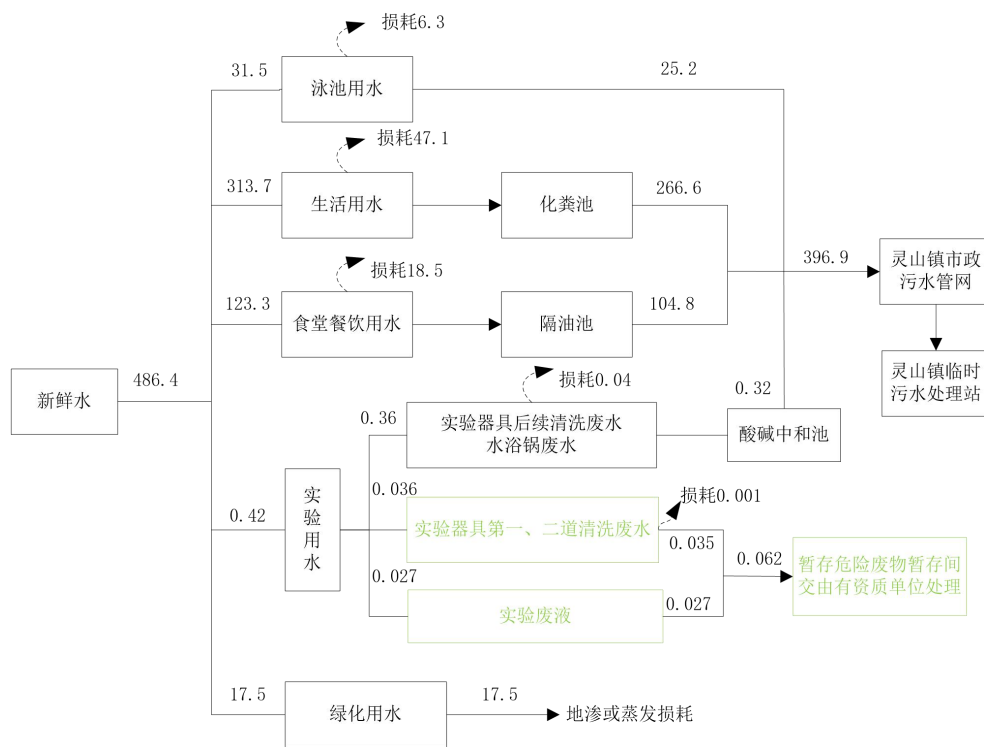 损耗6.3
31.5
泳池用水
25.2
损耗47.1
313.7
生活用水
化粪池
266.6
396.9
灵山镇市政
污水管网
损耗18.5
123.3
食堂餐饮用水
隔油池
104.8
灵山镇临时
污水处理站
新鲜水
486.4
损耗0.04
0.36
实验器具后续清洗废水
水浴锅废水
0.32
酸碱中和池
0.42
实
验
用
水
0.036
实验器具第一、二道清洗废水
损耗0.001
0.035
0.027
实验废液
0.027
0.062
暂存危险废物暂存间
交由有资质单位处理
17.5
绿化用水
17.5
地渗或蒸发损耗